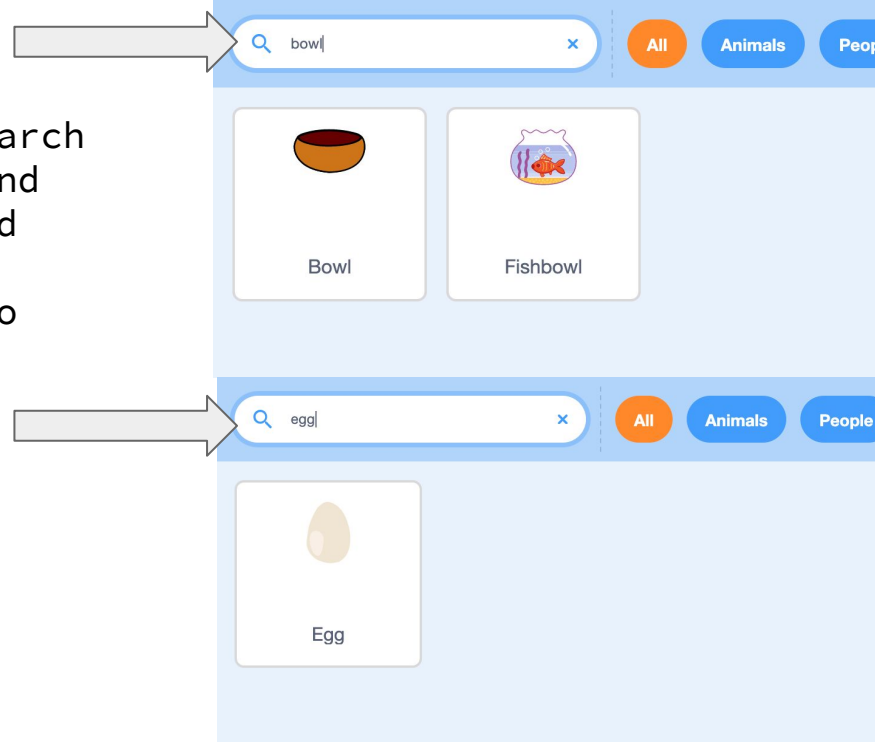 bowl
All Animals Peop
arch
nd
d
o
Bowl Fishbowl
egg
All Animals People
Egg